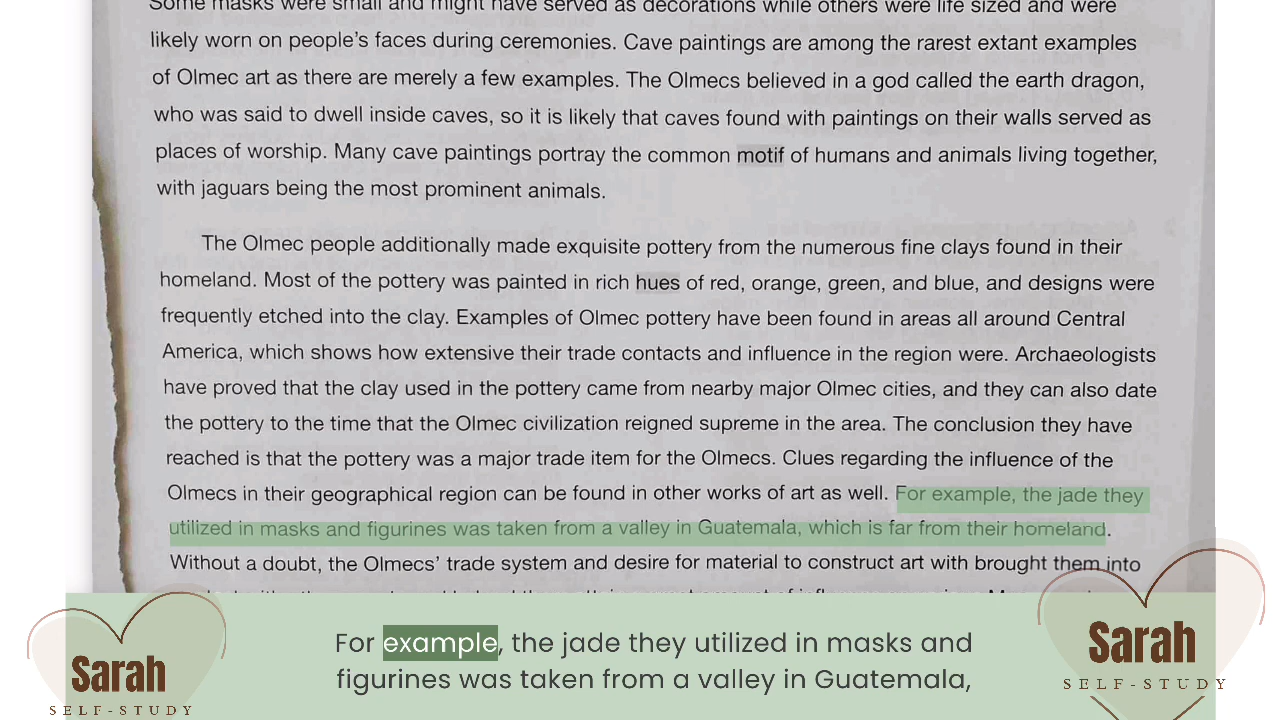 Some masks were small and might have served as decorations while others were life sized and were
likely worn on people's faces during ceremonies. Cave paintings are among the rarest extant examples
of Olmec art as there are merely a few examples. The Olmecs believed in a god called the earth dragon,
who was said to dwell inside caves, so it is likely that caves found with paintings on their walls served as
places of worship. Many cave paintings portray the common motif of humans and animals living together,
with jaguars being the most prominent animals.
The Olmec people additionally made exquisite pottery from the numerous fine clays found in their
homeland. Most of the pottery was painted in rich hues of red, orange, green, and blue, and designs were
frequently etched into the clay. Examples of Olmec pottery have been found in areas all around Central
America, which shows how extensive their trade contacts and influence in the region were. Archaeologists
have proved that the clay used in the pottery came from nearby major Olmec cities, and they can also date
the pottery to the time that the Olmec civilization reigned supreme in the area. The conclusion they have
reached is that the pottery was a major trade item for the Olmecs. Clues regarding the influence of the
Olmecs in their geographical region can be found in other works of art as well. For example, the jade they
utilized in masks and figurines was taken from a valley in Guatemala, which is far from their homeland.
Without a doubt, the Olmecs' trade system and desire for material to construct art with brought them into
For example, the jade they utilized in masks and
figurines was taken from a valley in Guatemala,
Sarah
SELF-STUDY
Sarah
SELF-STUDY